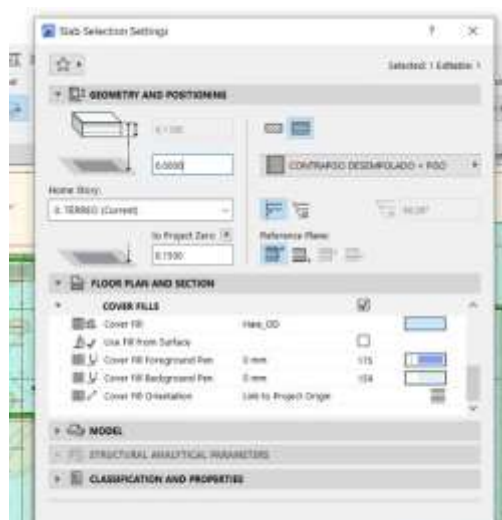 Slab Selection Settings
? ×
Selected: 1 Editable: 1
GEOMETRY AND POSITIONING
0.0000
CONTRAPISO DESEMPOLADO + PISO
Home Story:
0. TERREO (Current)
to Project Zero
Reference Plane:
0.1500
FLOOR PLAN AND SECTION
COVER FILLS
Cover Fill
Use Fill from Surface
Cover Fill Foreground Pen 0 mm 175
Cover Fill Background Pen 0 mm
Cover Fill Orientation Link to Project Origin
MODEL
STRUCTURAL ANALYTICAL PARAMETERS
CLASSIFICATION AND PROPERTIES